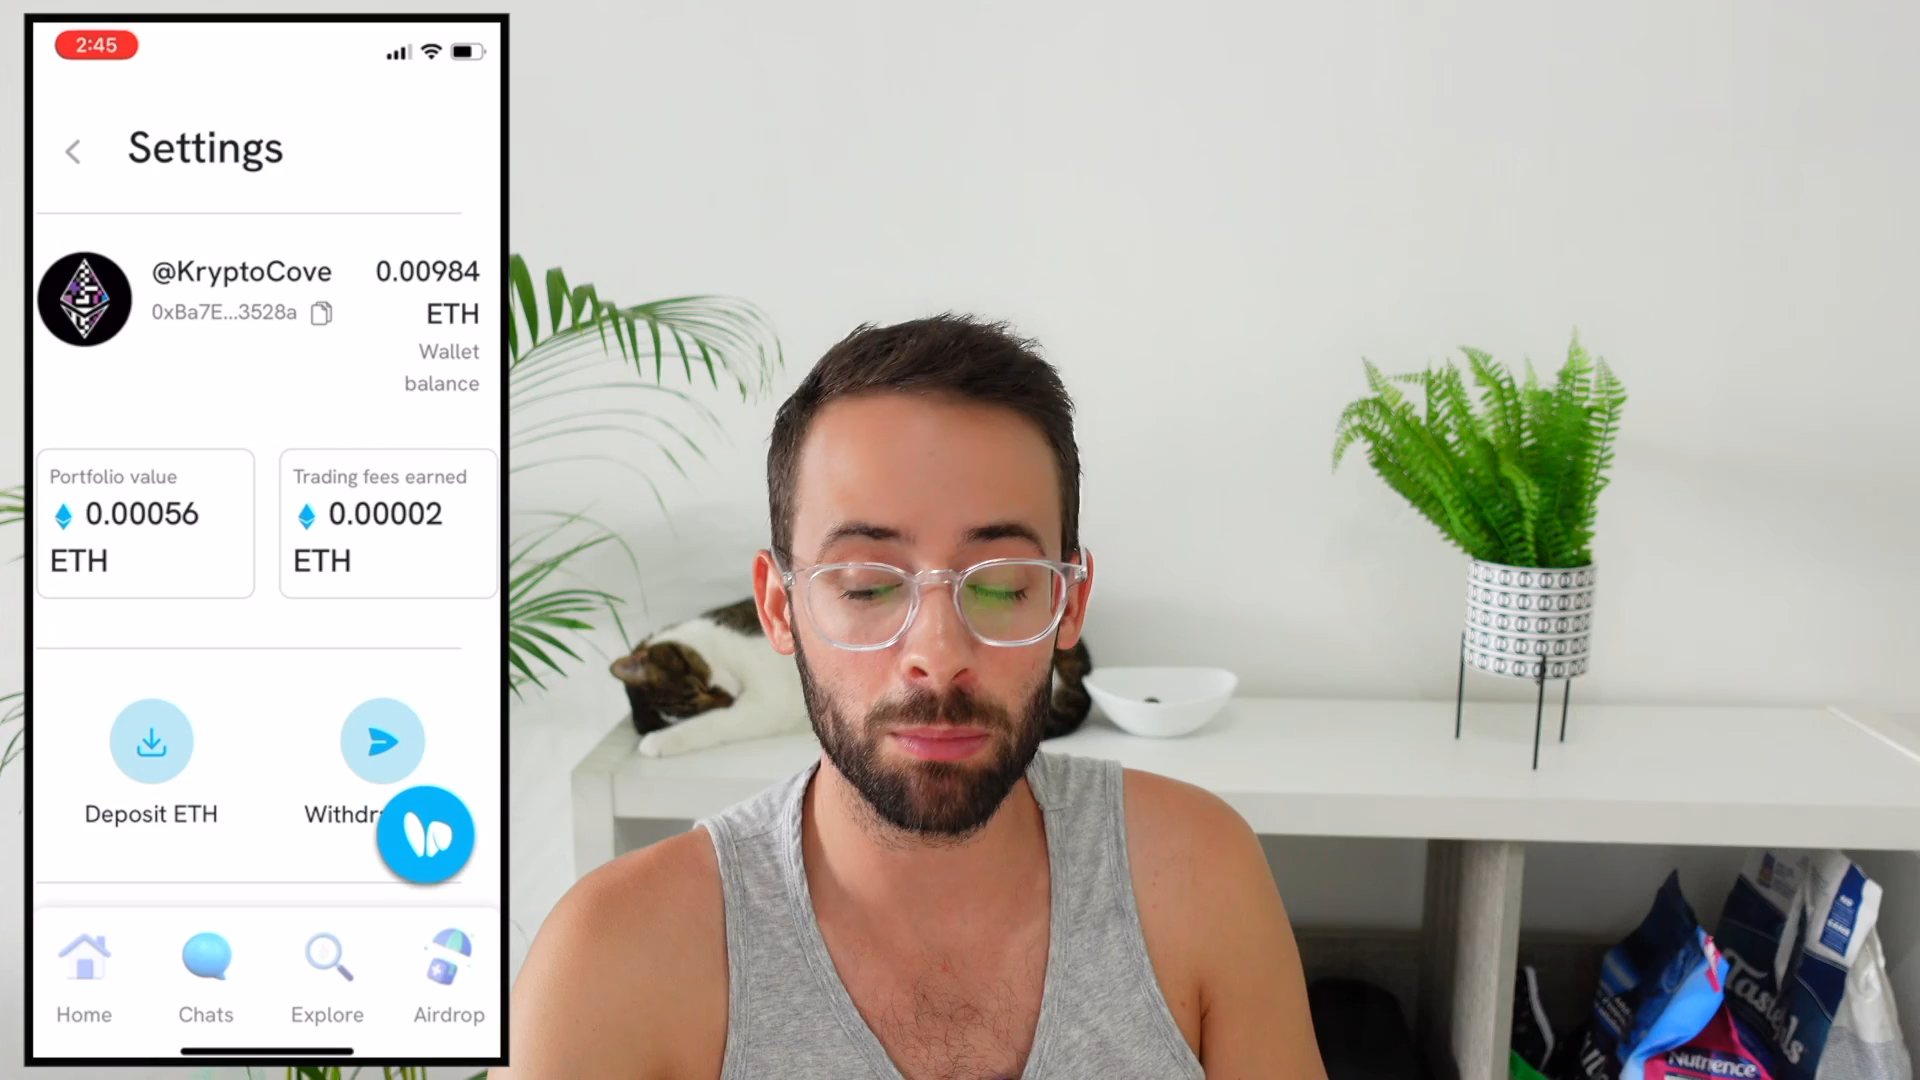 2:45
Settings
@KryptoCove
0xBa7E...3528a
0.00984
ETH
Wallet
balance
Portfolio value
0.00056
ETH
Trading fees earned
0.00002
ETH
Deposit ETH
Withdr
Home
Chats
Explore
Airdrop
Nutrience